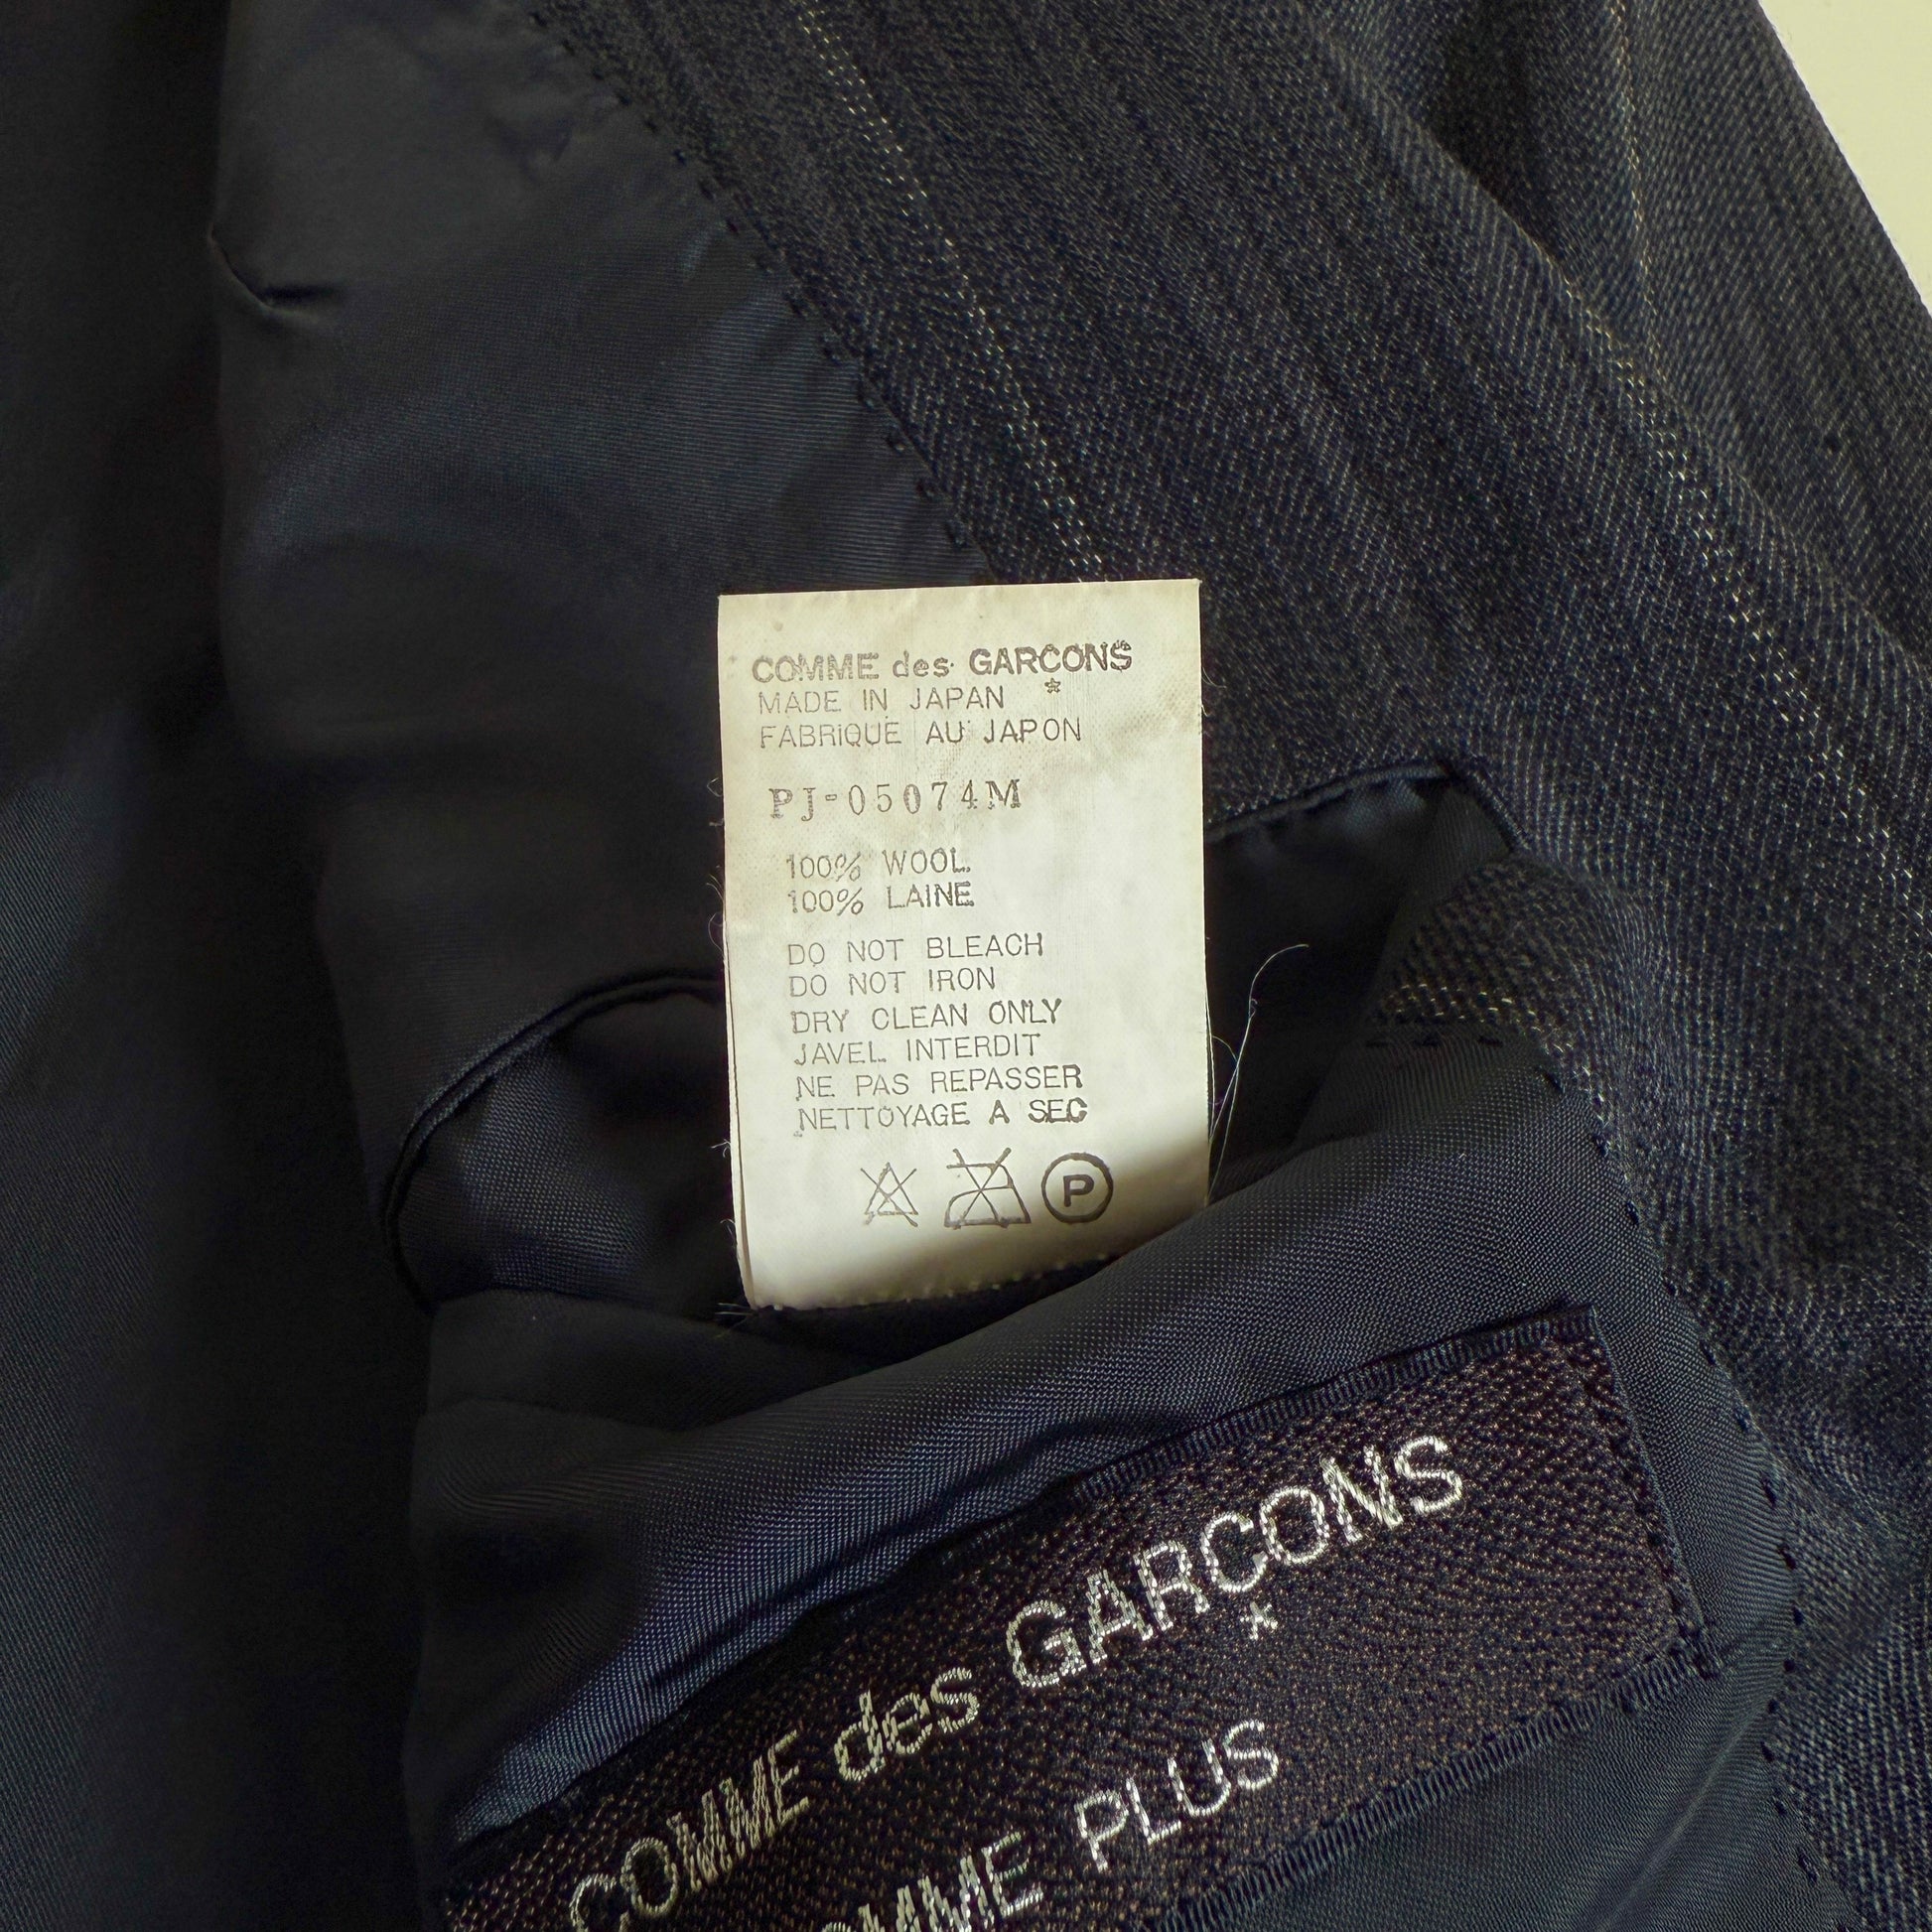 COMME des GARCONS
*
MADE IN JAPAN
FABRIQUE AU JAPON
PJ-05074M
100% WOOL
100% LAINE
DO NOT BLEACH
DO NOT IRON
DRY CLEAN ONLY
JAVEL INTERDIT
NE PAS REPASSER
NETTOYAGE A SEC
P
COMME des GARCONS
*
OMME PLUS